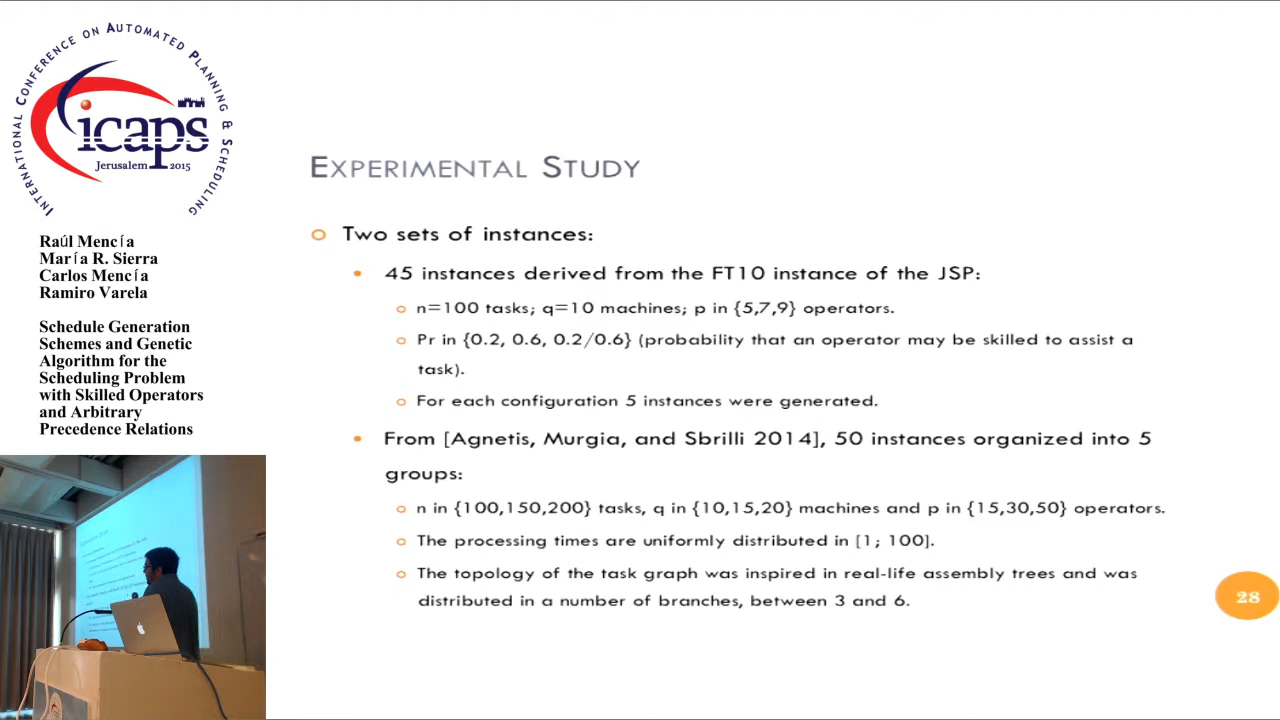 INTERNATIONAL CONFERENCE ON AUTOMATED PLANNING & SCHEDULING
icaps
Jerusalem 2015
Raúl Mencía
María R. Sierra
Carlos Mencía
Ramiro Varela
Schedule Generation
Schemes and Genetic
Algorithm for the
Scheduling Problem
with Skilled Operators
and Arbitrary
Precedence Relations
EXPERIMENTAL STUDY
Two sets of instances:
45 instances derived from the FT10 instance of the JSP:
n=100 tasks; q=10 machines; p in {5,7,9} operators.
Pr in {0.2, 0.6, 0.2/0.6} (probability that an operator may be skilled to assist a
task).
For each configuration 5 instances were generated.
From [Agnetis, Murgia, and Sbrilli 2014], 50 instances organized into 5
groups:
n in {100,150,200} tasks, q in {10,15,20} machines and p in {15,30,50} operators.
The processing times are uniformly distributed in [1; 100].
The topology of the task graph was inspired in real-life assembly trees and was
distributed in a number of branches, between 3 and 6.
28